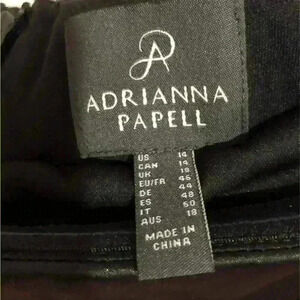 ADRIANNA
PAPELL
US 14
CAN 14
UK 18
EU/FR 46
DE 44
ES 48
IT 50
AUS 18
MADE IN
CHINA